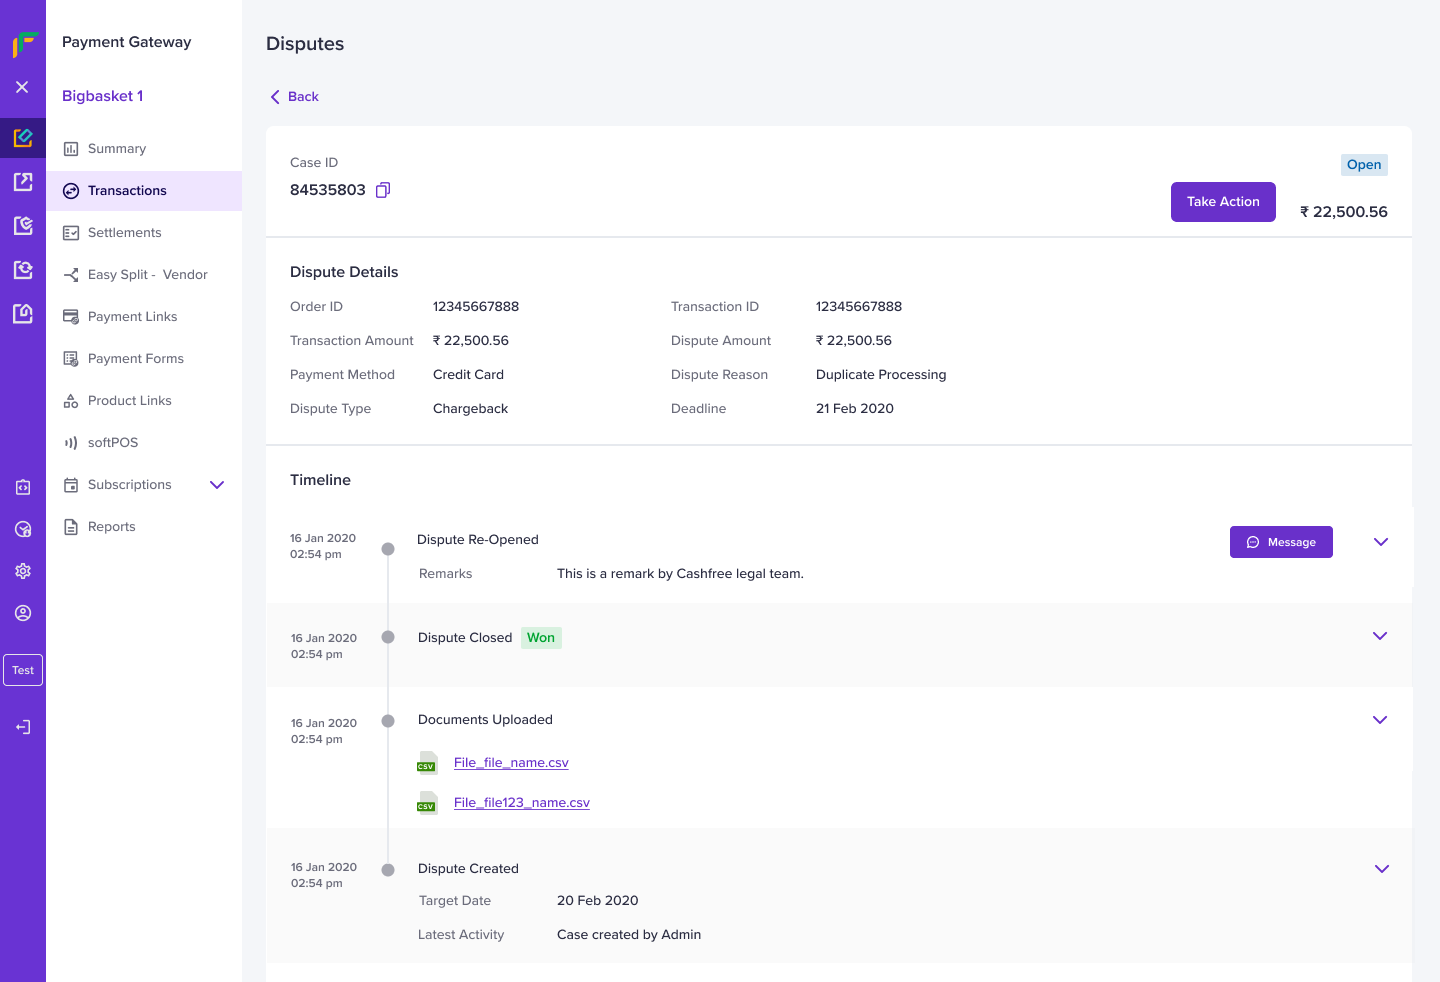 Payment Gateway
Bigbasket 1
Summary
Transactions
Settlements
Easy Split - Vendor
Payment Links
Payment Forms
Product Links
softPOS
Subscriptions
Reports
Test
Disputes
Back
Case ID
84535803
Open
Take Action
₹ 22,500.56
Dispute Details
Order ID 12345667888 Transaction ID 12345667888
Transaction Amount ₹ 22,500.56 Dispute Amount ₹ 22,500.56
Payment Method Credit Card Dispute Reason Duplicate Processing
Dispute Type Chargeback Deadline 21 Feb 2020
Timeline
16 Jan 2020
02:54 pm
Dispute Re-Opened
Message
Remarks This is a remark by Cashfree legal team.
16 Jan 2020
02:54 pm
Dispute Closed Won
16 Jan 2020
02:54 pm
Documents Uploaded
CSV File_file_name.csv
CSV File_file123_name.csv
16 Jan 2020
02:54 pm
Dispute Created
Target Date 20 Feb 2020
Latest Activity Case created by Admin